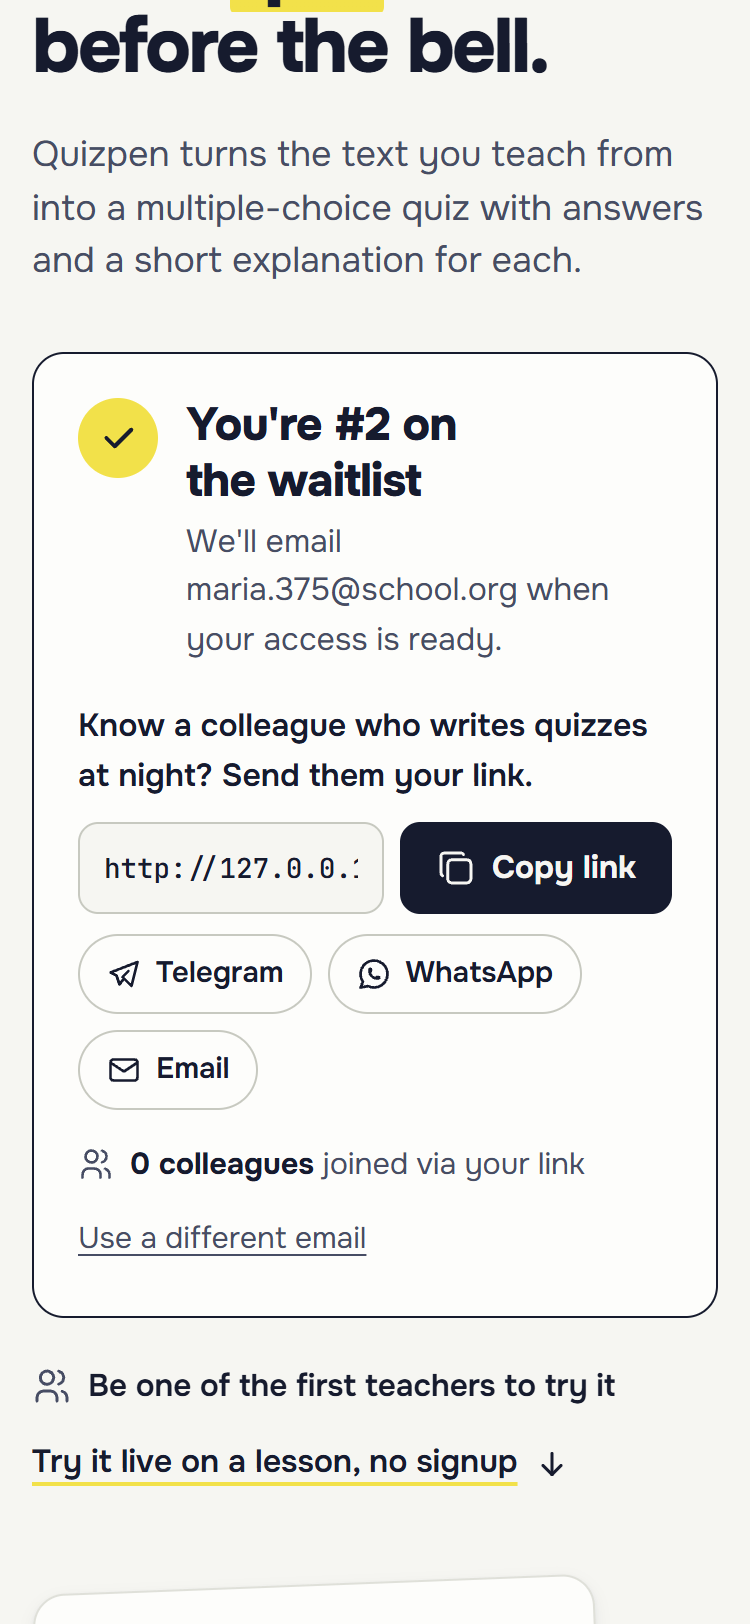 before the bell.
Quizpen turns the text you teach from
into a multiple-choice quiz with answers
and a short explanation for each.
You're #2 on
the waitlist
We'll email
maria.375@school.org when
your access is ready.
Know a colleague who writes quizzes
at night? Send them your link.
http://127.0.0.1
Copy link
Telegram
WhatsApp
Email
0 colleagues joined via your link
Use a different email
Be one of the first teachers to try it
Try it live on a lesson, no signup